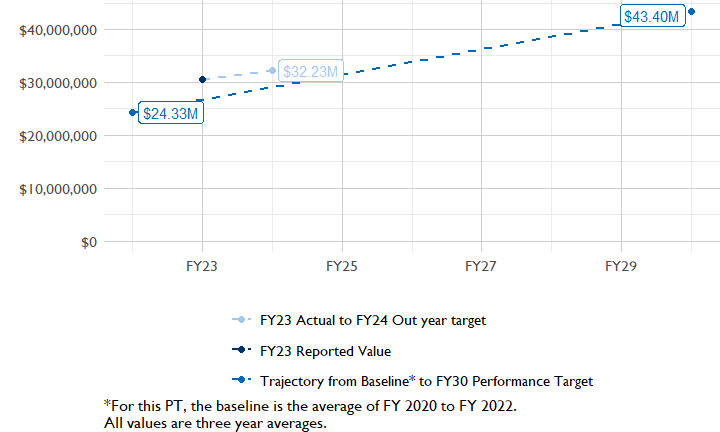 $40,000,000
$43.40M
$30,000,000
$32.23M
$24.33M
$20,000,000
$10,000,000
$0
FY23 FY25 FY27 FY29
FY23 Actual to FY24 Out year target
FY23 Reported Value
Trajectory from Baseline* to FY30 Performance Target
*For this PT, the baseline is the average of FY 2020 to FY 2022.
All values are three year averages.